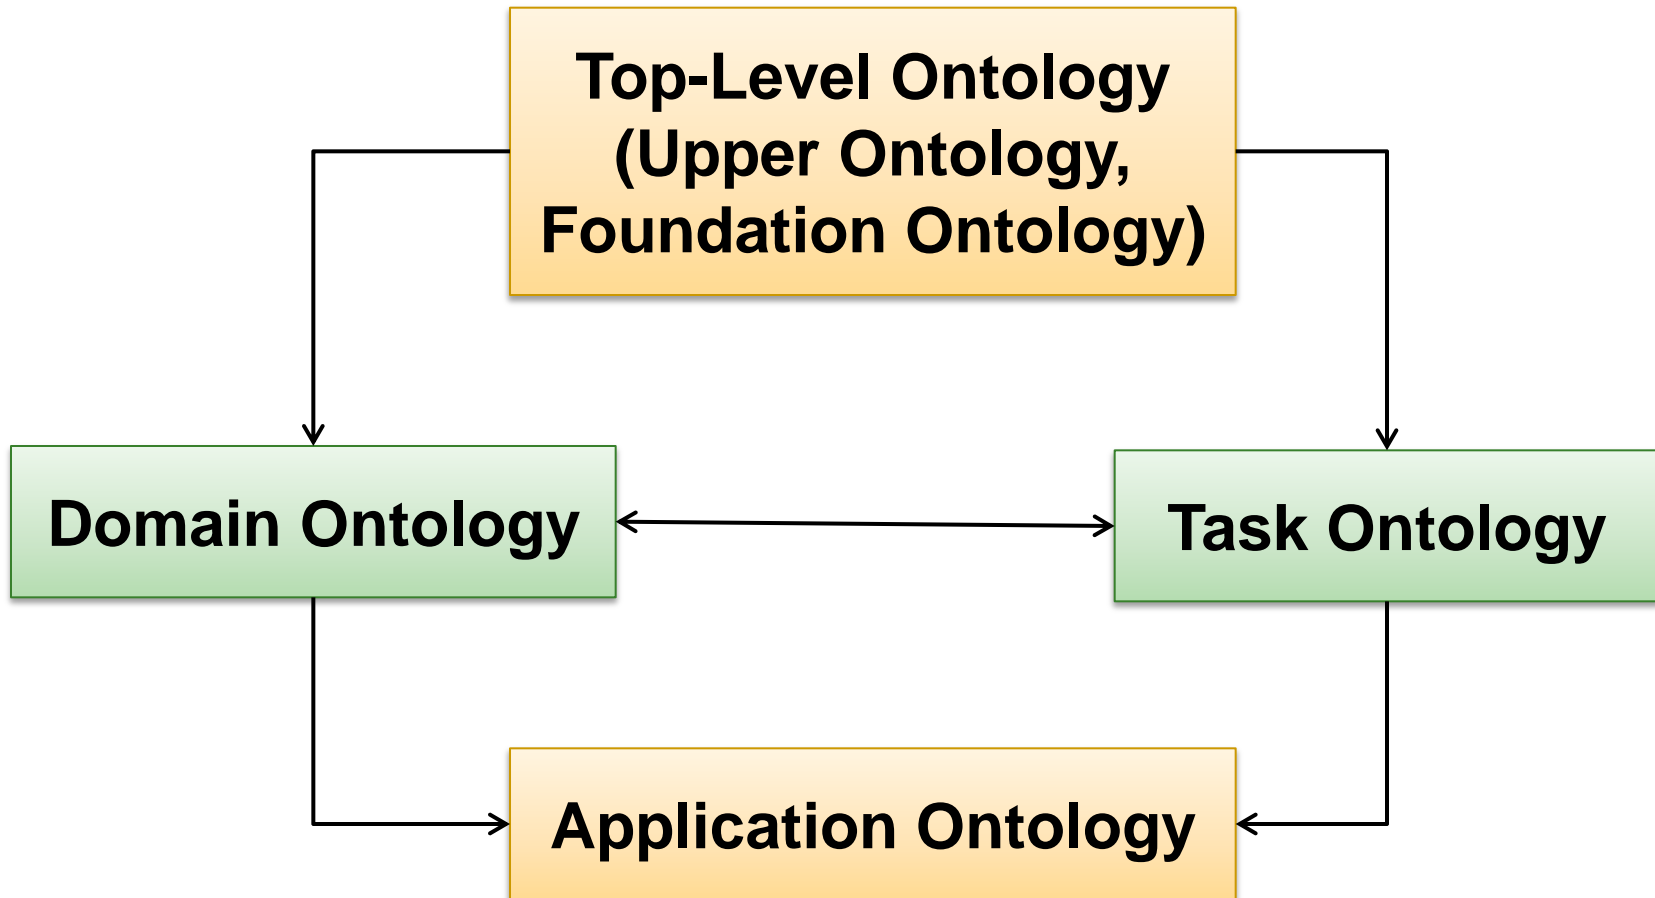 Top-Level Ontology
(Upper Ontology,
Foundation Ontology)
Domain Ontology
Task Ontology
Application Ontology